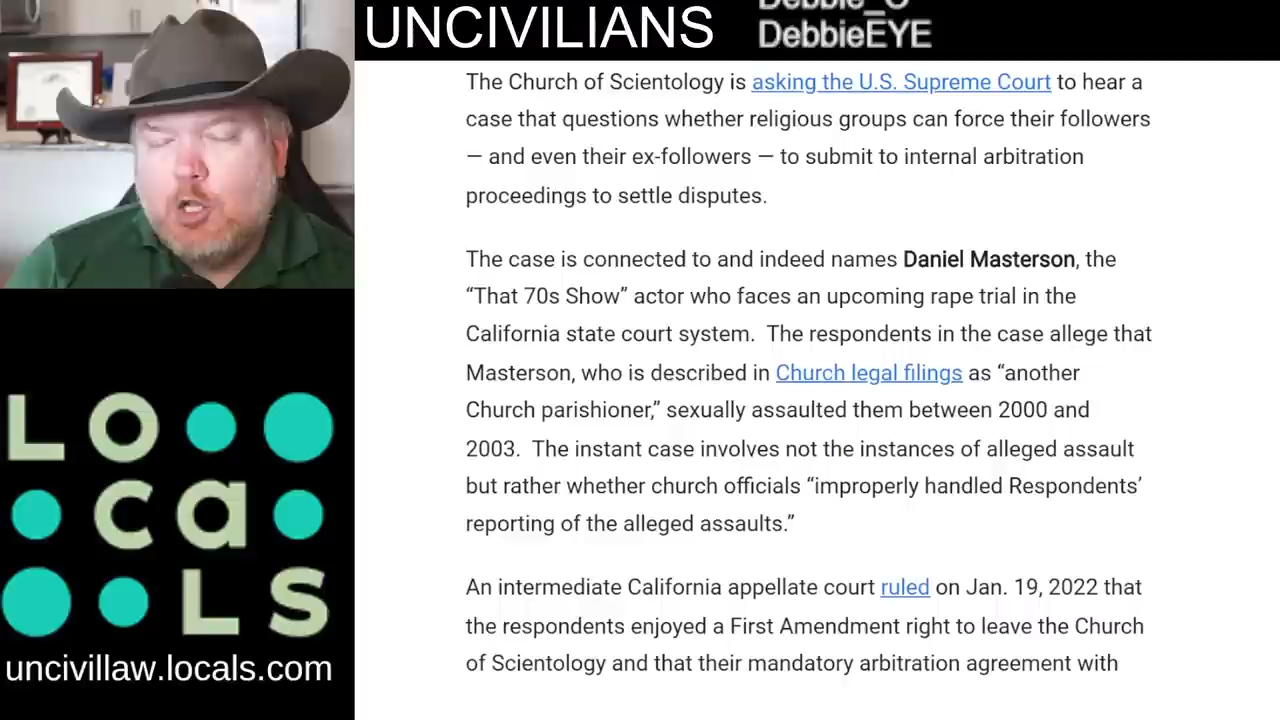 UNCIVILIANS
Debbie_O
DebbieEYE
The Church of Scientology is asking the U.S. Supreme Court to hear a
case that questions whether religious groups can force their followers
— and even their ex-followers — to submit to internal arbitration
proceedings to settle disputes.
The case is connected to and indeed names Daniel Masterson, the
“That 70s Show” actor who faces an upcoming rape trial in the
California state court system.  The respondents in the case allege that
Masterson, who is described in Church legal filings as “another
Church parishioner,” sexually assaulted them between 2000 and
2003.  The instant case involves not the instances of alleged assault
but rather whether church officials “improperly handled Respondents’
reporting of the alleged assaults.”
An intermediate California appellate court ruled on Jan. 19, 2022 that
the respondents enjoyed a First Amendment right to leave the Church
of Scientology and that their mandatory arbitration agreement with
LO
ca
LS
uncivillaw.locals.com